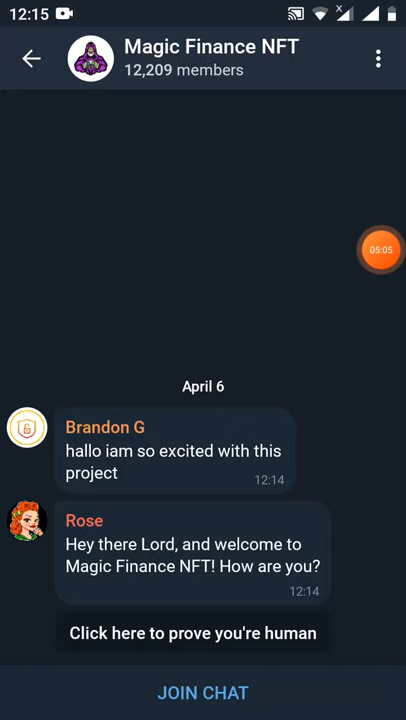 12:15
Magic Finance NFT
12,209 members
05:05
April 6
Brandon G
hallo iam so excited with this
project
12:14
Rose
Hey there Lord, and welcome to
Magic Finance NFT! How are you?
12:14
Click here to prove you're human
JOIN CHAT